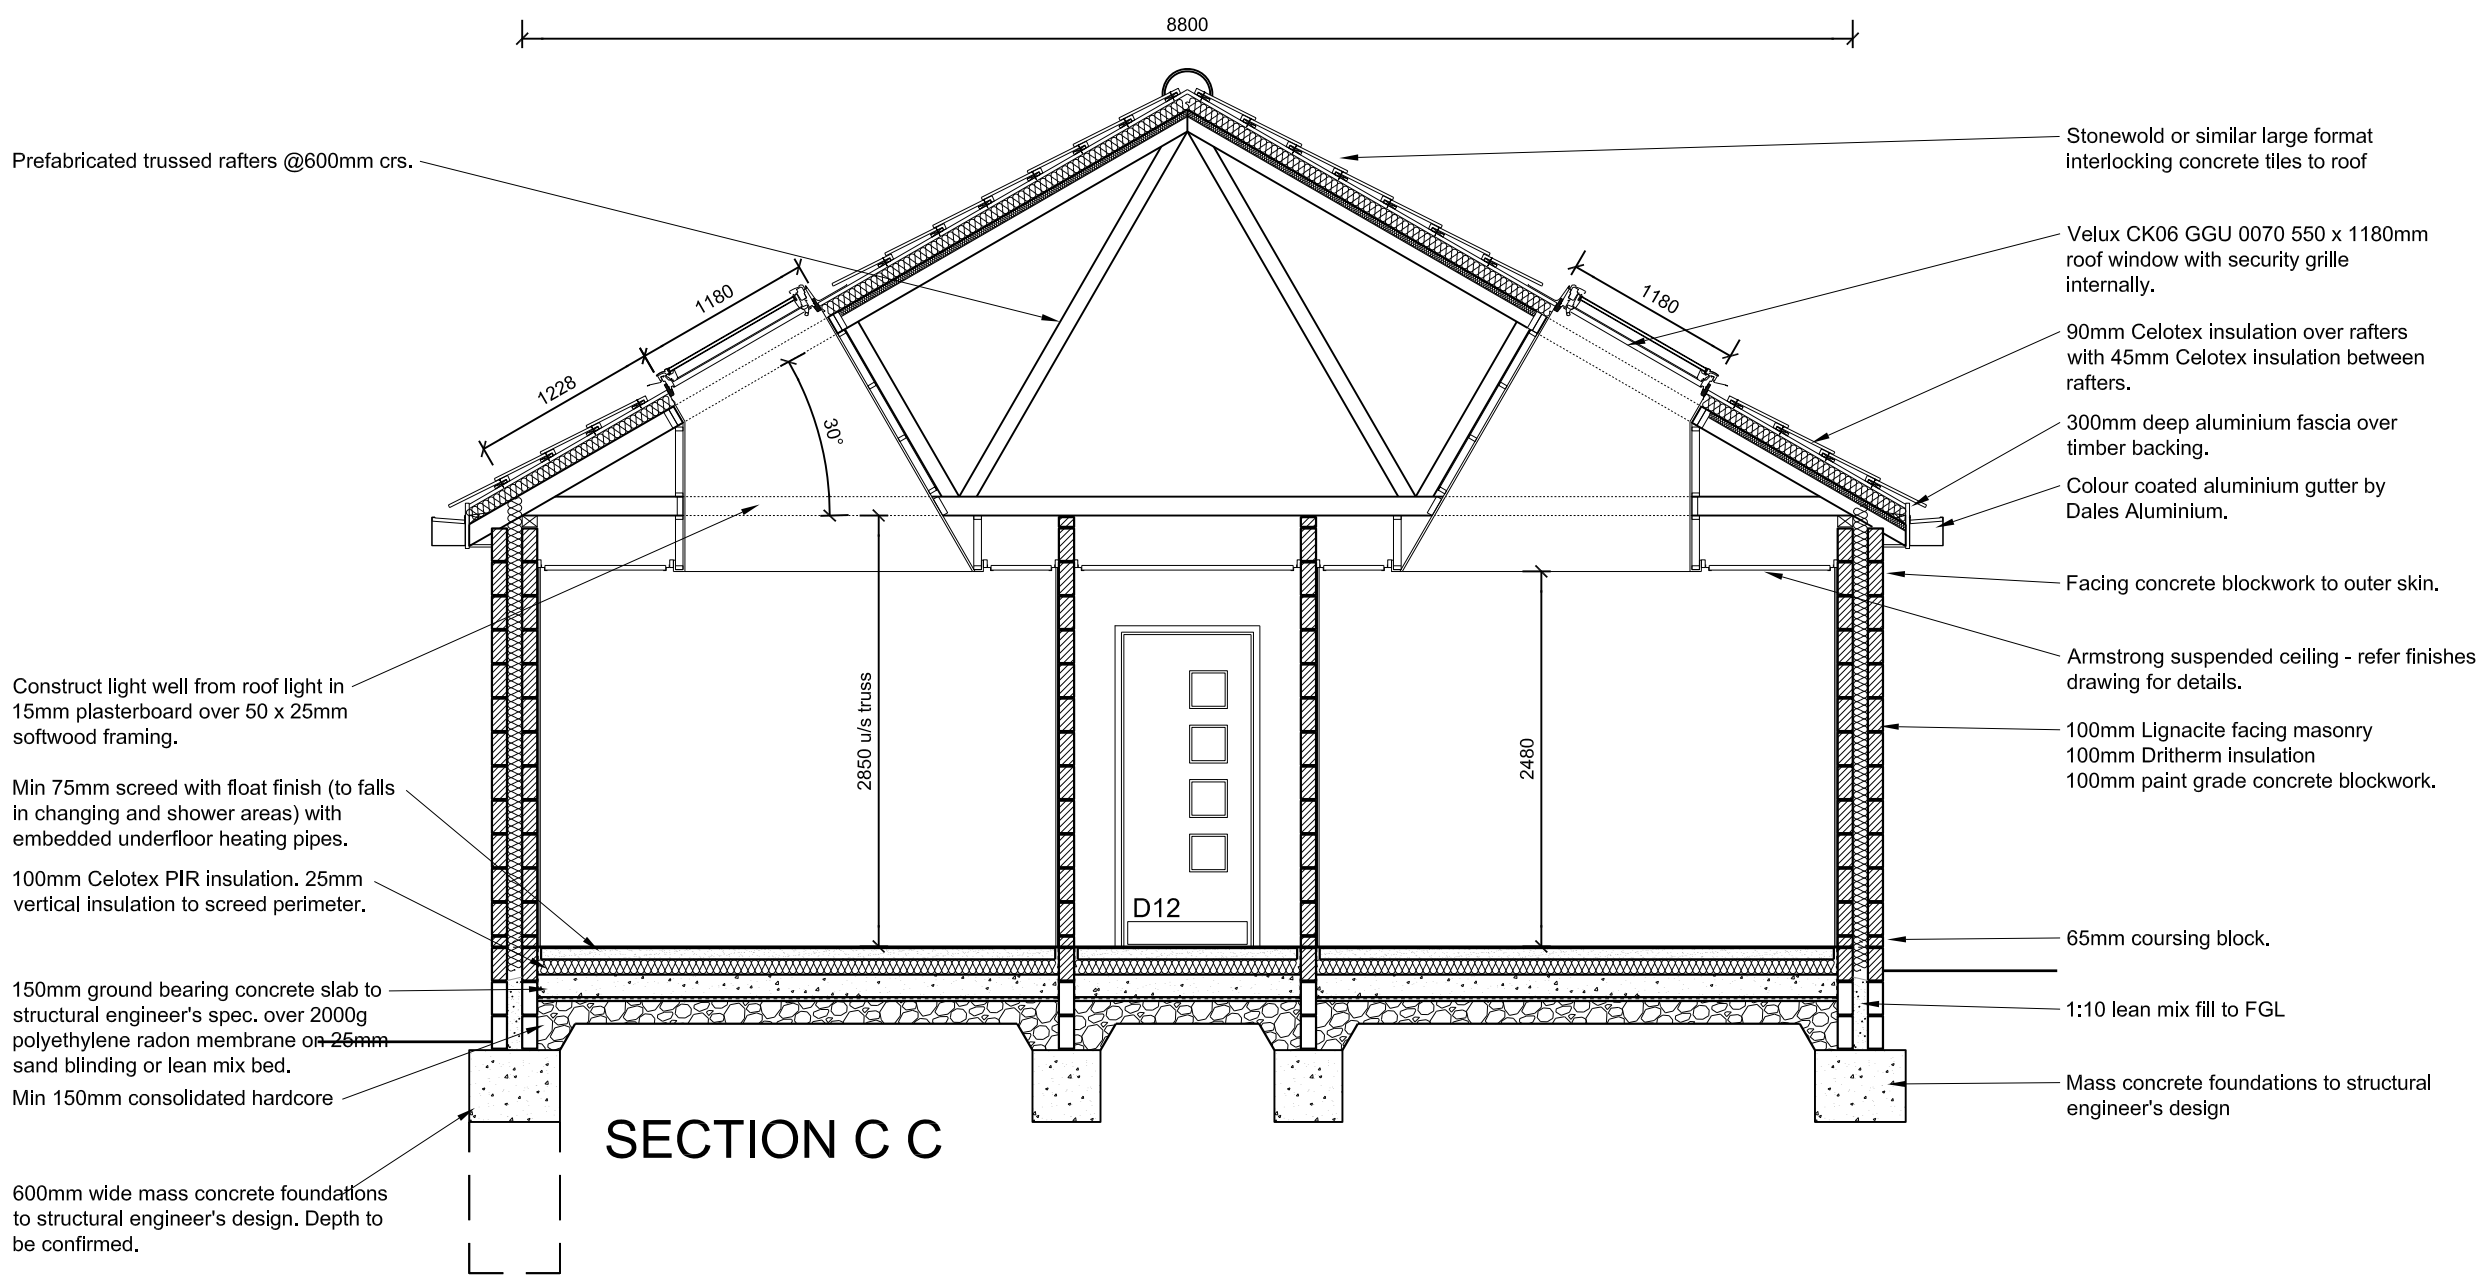 8800
Prefabricated trussed rafters @600mm crs.
1180
1228
30°
1180
2850 u/s truss
2480
D12
Construct light well from roof light in
15mm plasterboard over 50 x 25mm
softwood framing.
Min 75mm screed with float finish (to falls
in changing and shower areas) with
embedded underfloor heating pipes.
100mm Celotex PIR insulation. 25mm
vertical insulation to screed perimeter.
150mm ground bearing concrete slab to
structural engineer's spec. over 2000g
polyethylene radon membrane on 25mm
sand blinding or lean mix bed.
Min 150mm consolidated hardcore
600mm wide mass concrete foundations
to structural engineer's design. Depth to
be confirmed.
Stonewold or similar large format
interlocking concrete tiles to roof
Velux CK06 GGU 0070 550 x 1180mm
roof window with security grille
internally.
90mm Celotex insulation over rafters
with 45mm Celotex insulation between
rafters.
300mm deep aluminium fascia over
timber backing.
Colour coated aluminium gutter by
Dales Aluminium.
Facing concrete blockwork to outer skin.
Armstrong suspended ceiling - refer finishes
drawing for details.
100mm Lignacite facing masonry
100mm Dritherm insulation
100mm paint grade concrete blockwork.
65mm coursing block.
1:10 lean mix fill to FGL
Mass concrete foundations to structural
engineer's design
SECTION C C